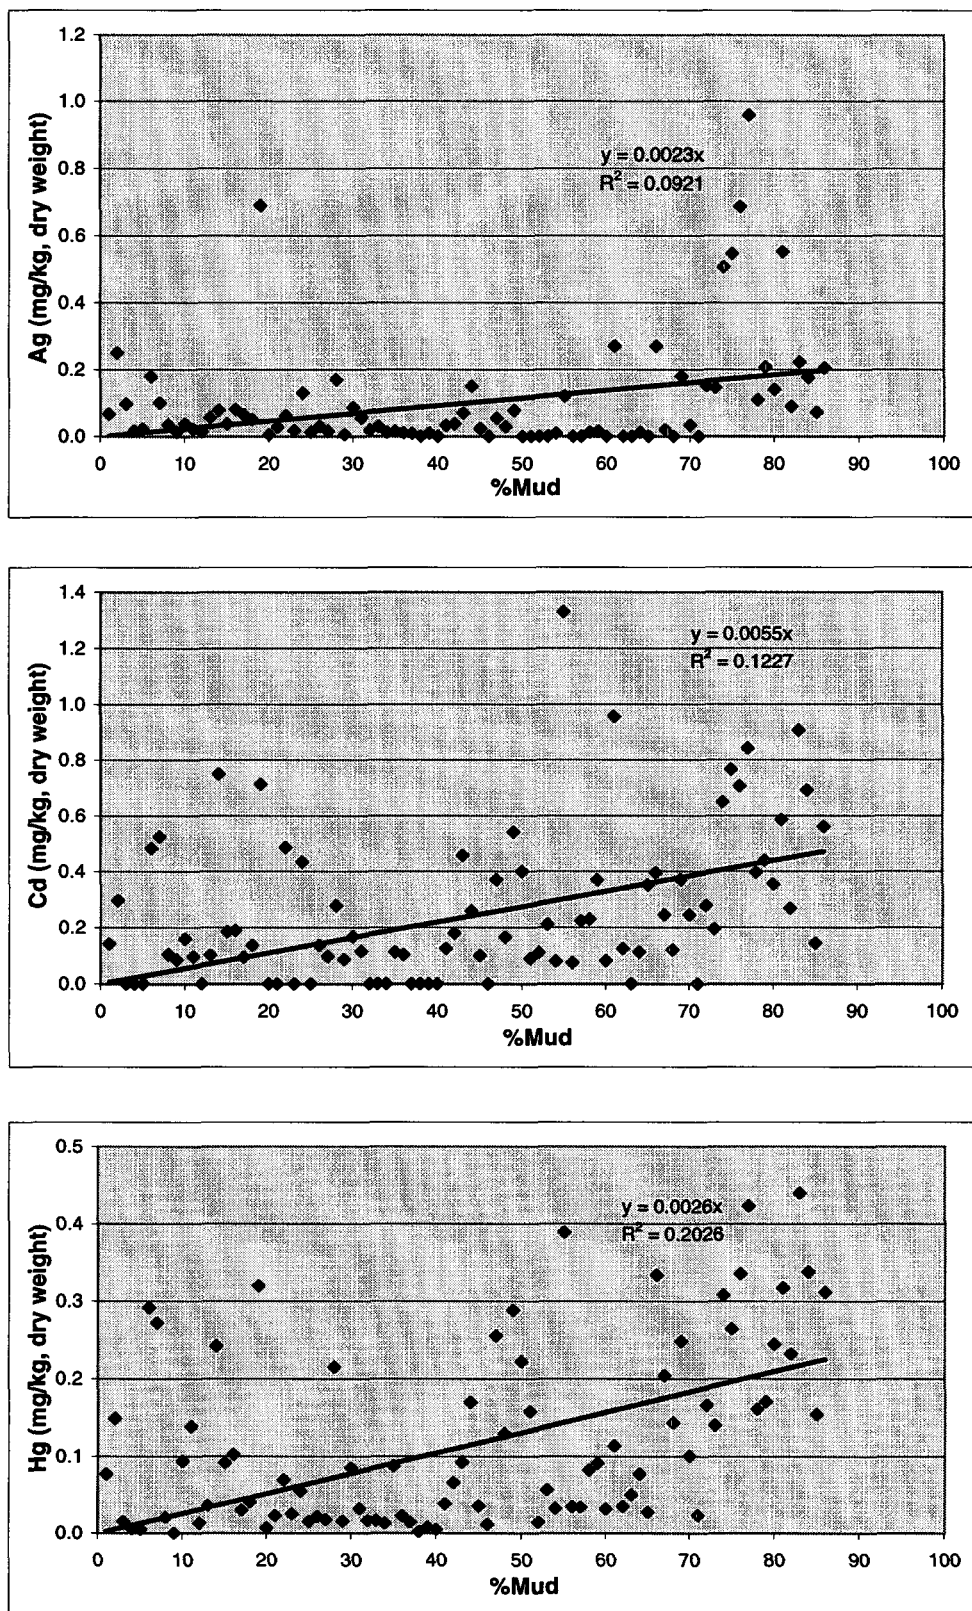 1.2
1.0
0.8
0.6
0.4
0.2
0.0
Ag (mg/kg, dry weight)
y = 0.0023x
R² = 0.0921
0 10 20 30 40 50 60 70 80 90 100
%Mud
1.4
1.2
1.0
0.8
0.6
0.4
0.2
0.0
Cd (mg/kg, dry weight)
y = 0.0055x
R² = 0.1227
0 10 20 30 40 50 60 70 80 90 100
%Mud
0.5
0.4
0.3
0.2
0.1
0.0
Hg (mg/kg, dry weight)
y = 0.0026x
R² = 0.2026
0 10 20 30 40 50 60 70 80 90 100
%Mud